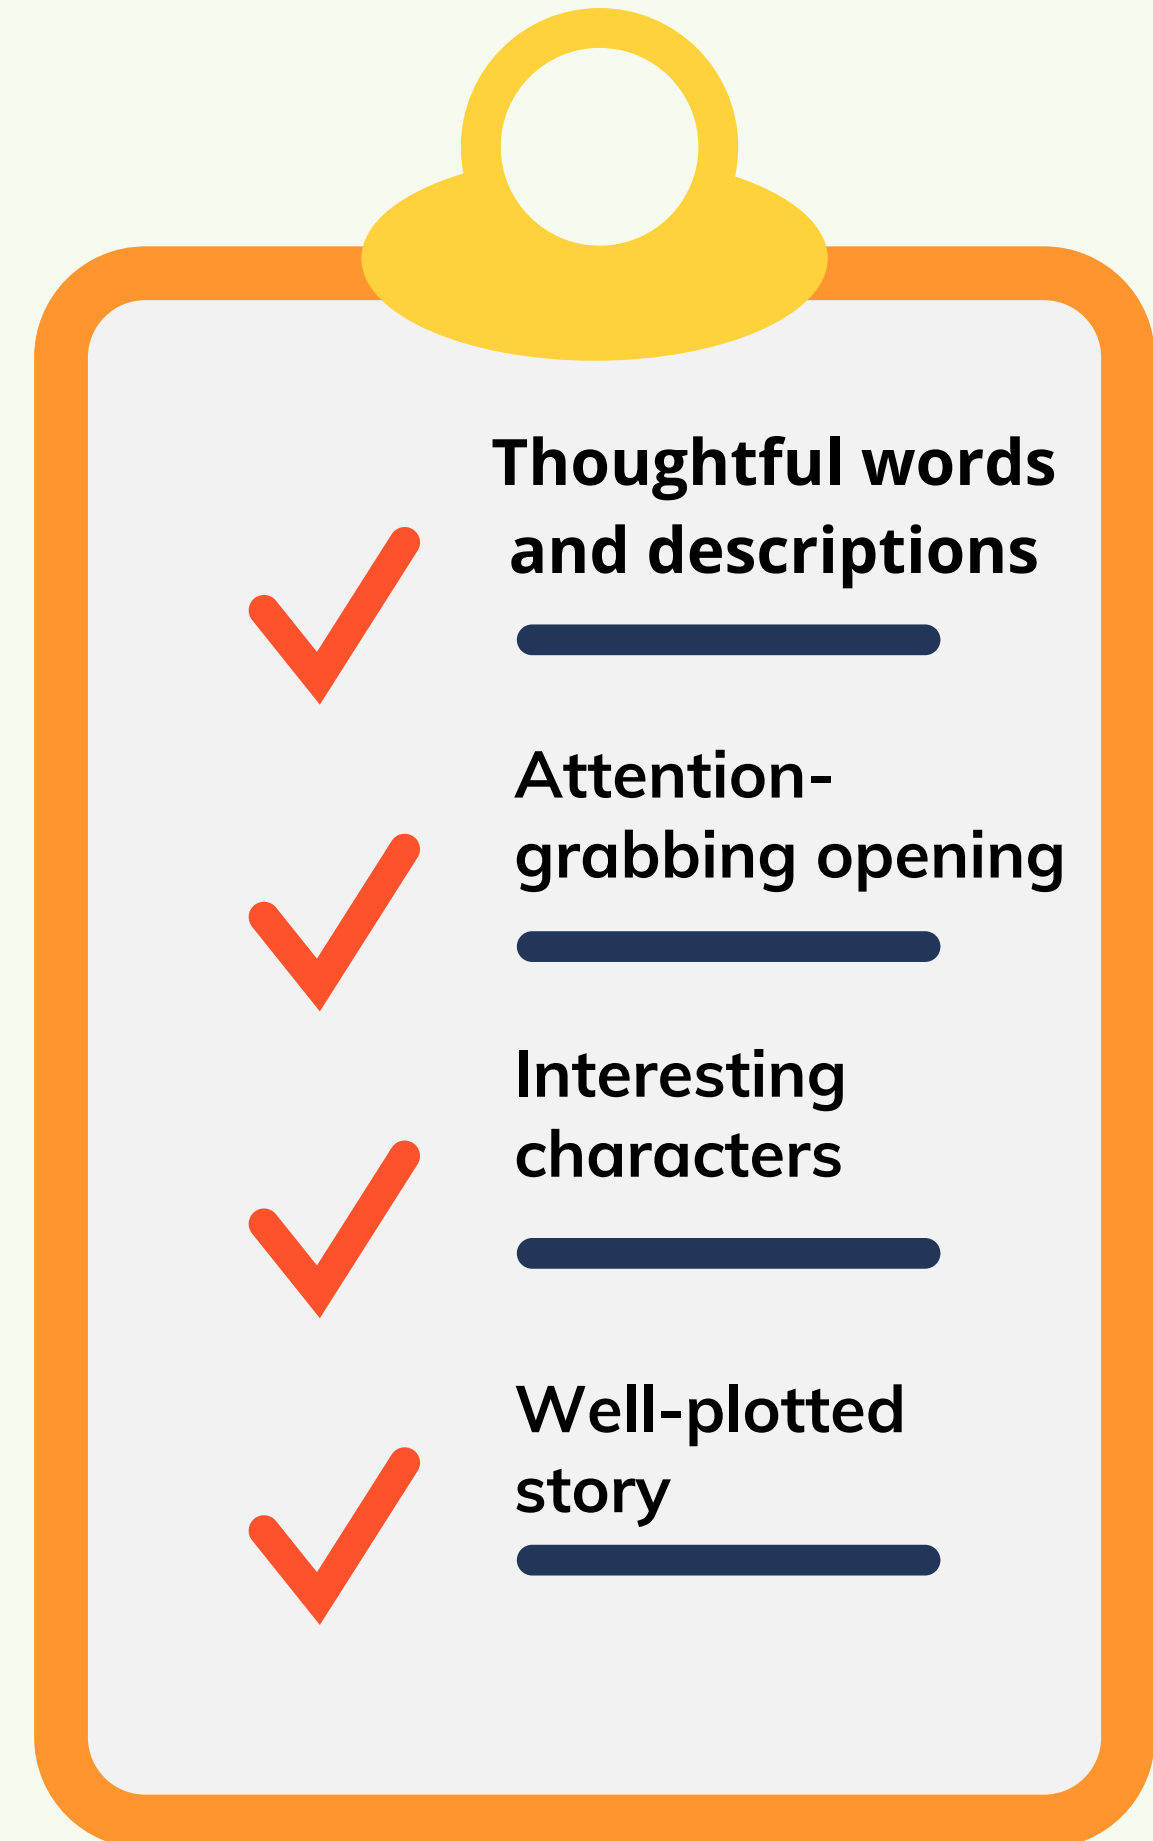 Thoughtful words
and descriptions
Attention-
grabbing opening
Interesting
characters
Well-plotted
story